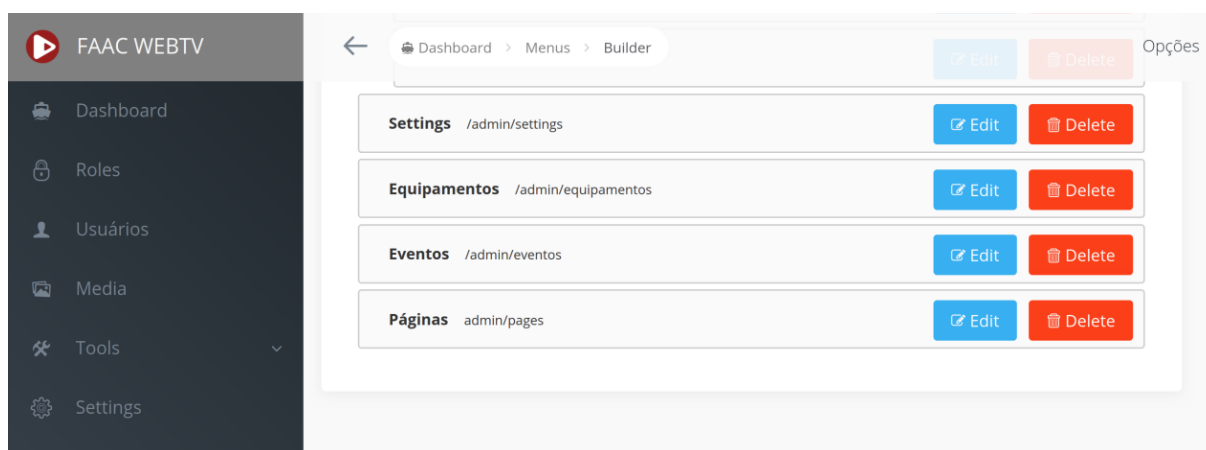 FAAC WEBTV
Dashboard > Menus > Builder
Opções
Edit Delete
Dashboard
Roles
Usuários
Media
Tools
Settings
Settings /admin/settings Edit Delete
Equipamentos /admin/equipamentos Edit Delete
Eventos /admin/eventos Edit Delete
Páginas admin/pages Edit Delete